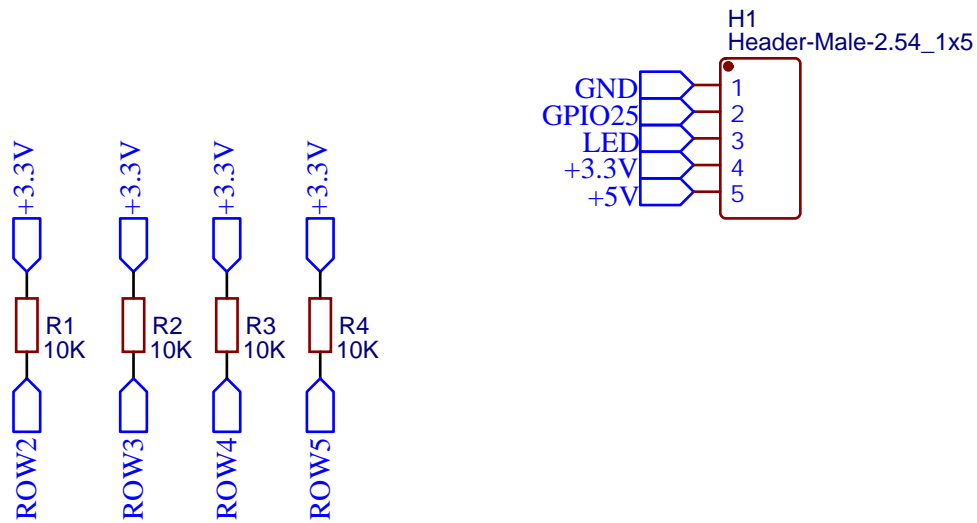 H1
Header-Male-2.54_1x5
GND 1
GPIO25 2
LED 3
+3.3V 4
+5V 5
+3.3V +3.3V +3.3V +3.3V
R1 R2 R3 R4
10K 10K 10K 10K
ROW2 ROW3 ROW4 ROW5